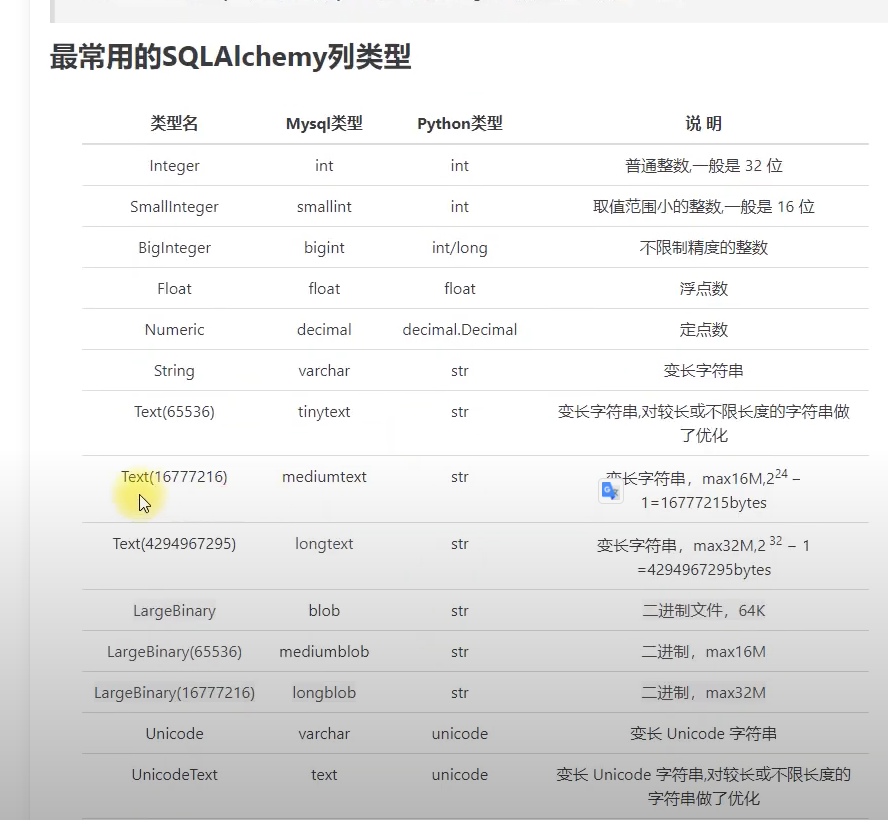 最常用的SQLAlchemy列类型
类型名 Mysql类型 Python类型 说 明
Integer int int 普通整数,一般是 32 位
SmallInteger smallint int 取值范围小的整数,一般是 16 位
BigInteger bigint int/long 不限制精度的整数
Float float float 浮点数
Numeric decimal decimal.Decimal 定点数
String varchar str 变长字符串
Text(65536) tinytext str 变长字符串,对较长或不限长度的字符串做
了优化
Text(16777216) mediumtext str 变长字符串，max16M,2²⁴ –
1=16777215bytes
Text(4294967295) longtext str 变长字符串，max32M,2 ³² – 1
=4294967295bytes
LargeBinary blob str 二进制文件，64K
LargeBinary(65536) mediumblob str 二进制，max16M
LargeBinary(16777216) longblob str 二进制，max32M
Unicode varchar unicode 变长 Unicode 字符串
UnicodeText text unicode 变长 Unicode 字符串,对较长或不限长度的
字符串做了优化